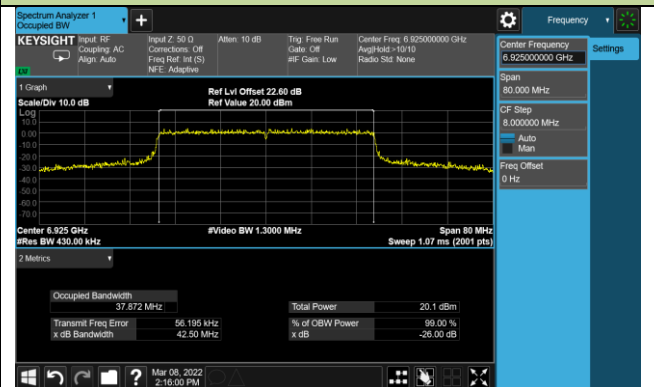 Spectrum Analyzer 1
Occupied BW
Frequency
KEYSIGHT
Input: RF
Coupling: AC
Align: Auto
Input Z: 50 Ω
Corrections: Off
Freq Ref: Int (S)
NFE: Adaptive
Atten: 10 dB
Trig: Free Run
Gate: Off
#IF Gain: Low
Center Freq: 6.925000000 GHz
Avg|Hold:>10/10
Radio Std: None
Center Frequency
6.925000000 GHz
Settings
Span
80.000 MHz
CF Step
8.000000 MHz
Auto
Man
Freq Offset
0 Hz
1 Graph
Scale/Div 10.0 dB
Ref Lvl Offset 22.60 dB
Ref Value 20.00 dBm
Log
10.0
0.00
-10.0
-20.0
-30.0
-40.0
-50.0
-60.0
-70.0
Center 6.925 GHz
#Video BW 1.3000 MHz
Span 80 MHz
#Res BW 430.00 kHz
Sweep 1.07 ms (2001 pts)
2 Metrics
Occupied Bandwidth
37.872 MHz
Total Power 20.1 dBm
Transmit Freq Error 56.195 kHz
% of OBW Power 99.00 %
x dB Bandwidth 42.50 MHz
x dB -26.00 dB
Mar 08, 2022
2:16:00 PM